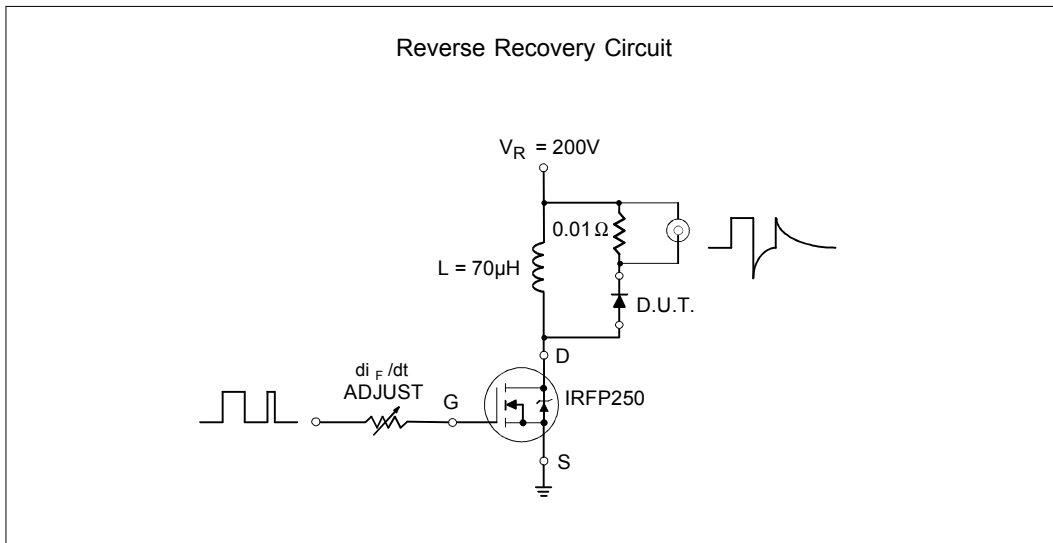 Reverse Recovery Circuit
V_R = 200V
0.01 Ω
L = 70µH
D.U.T.
D
di_F/dt
ADJUST
G
IRFP250
S